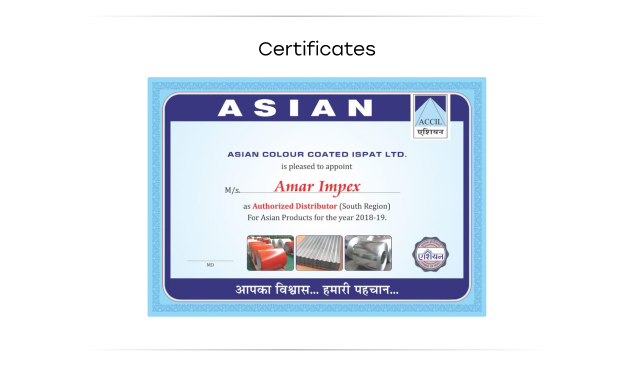 Certificates
ASIAN
ACCIL
एशियन
ASIAN COLOUR COATED ISPAT LTD.
is pleased to appoint
M/s. Amar Impex
as Authorized Distributor (South Region)
For Asian Products for the year 2018-19.
MD
एशियन
आपका विश्वास... हमारी पहचान...